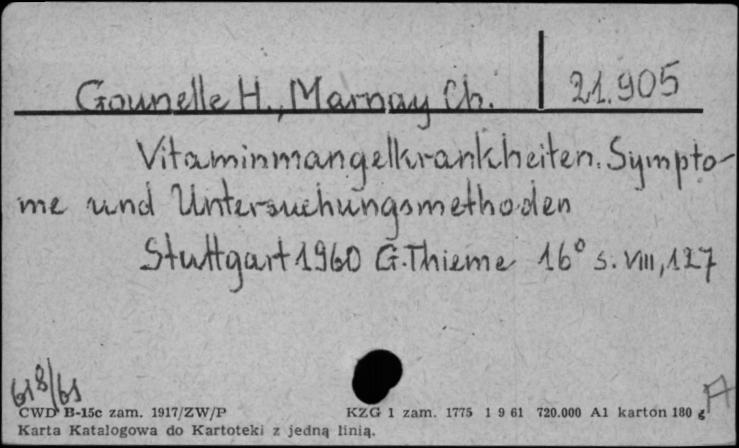 Gounelle H., Marnay Ch. 21.905
Vitaminmangelkrankheiten. Sympto-
me und Untersuchungsmethoden
Stuttgart 1960 G. Thieme 16° s. VIII, 127
618/61
A
CWD B-15c zam. 1917/ZW/P KZG 1 zam. 1775 1 9 61 720.000 A1 karton 180 g
Karta Katalogowa do Kartoteki z jedną linią.